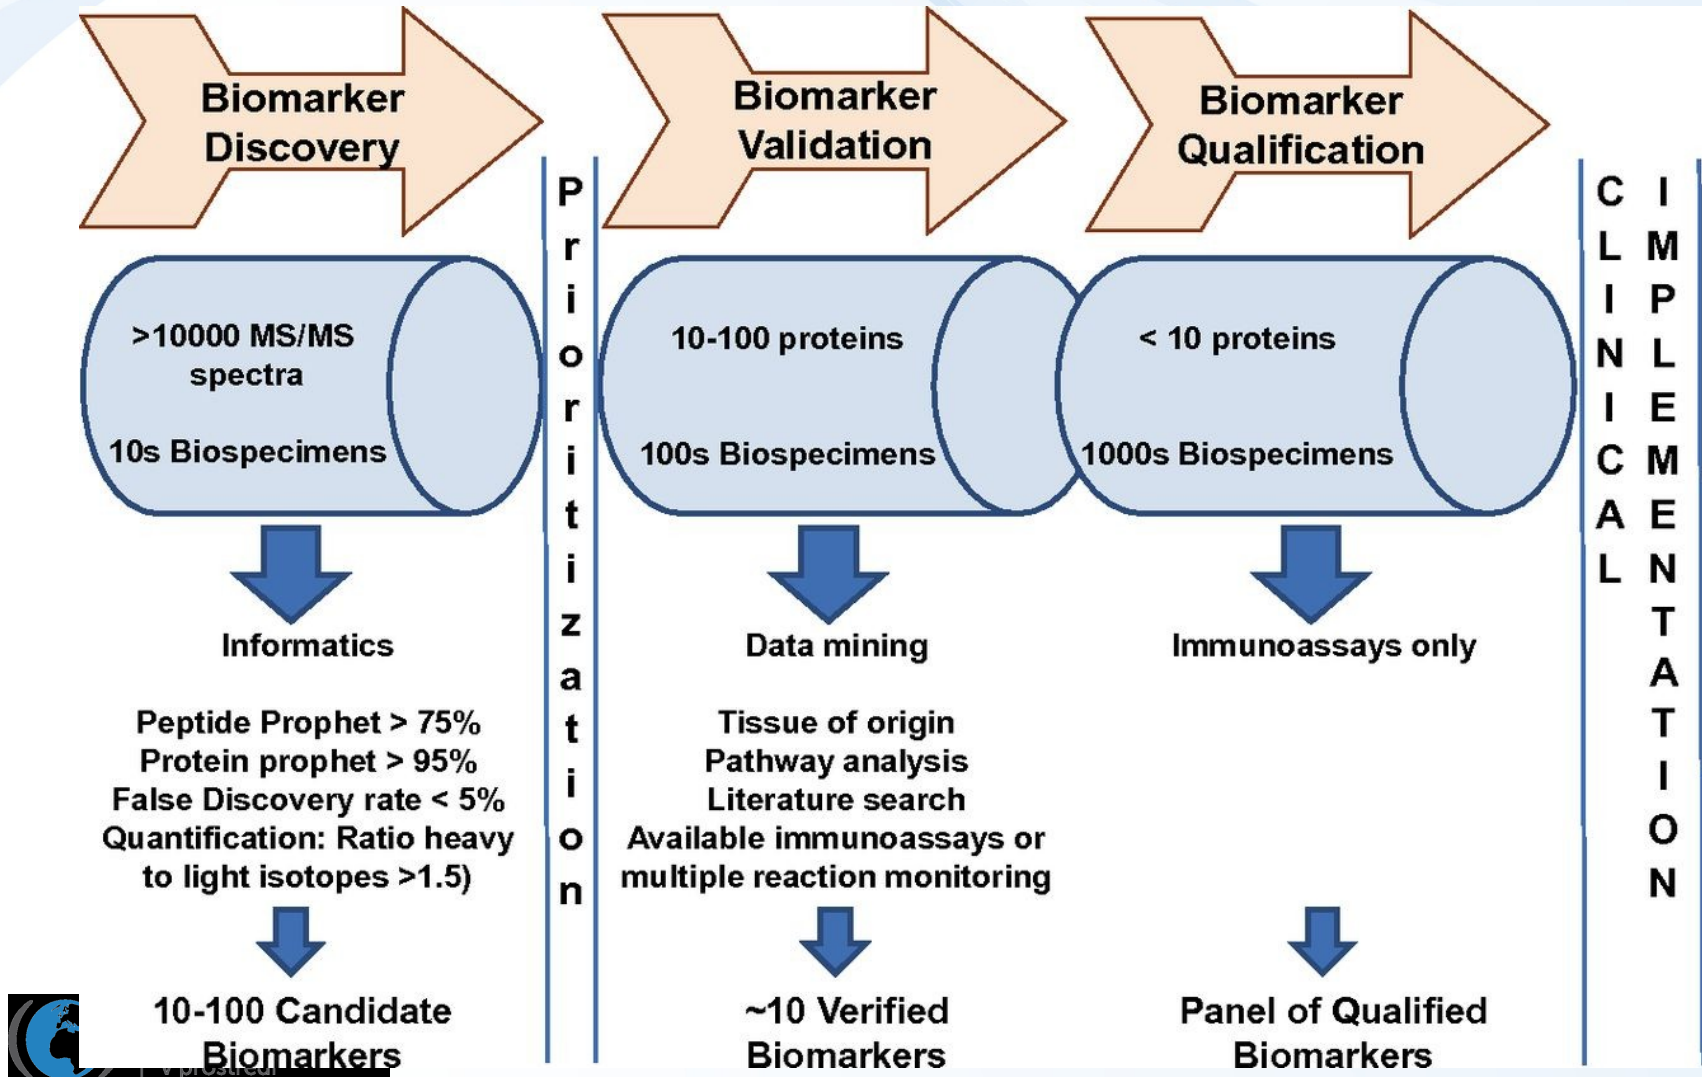 Biomarker
Discovery
>10000 MS/MS
spectra
10s Biospecimens
Informatics
Peptide Prophet > 75%
Protein prophet > 95%
False Discovery rate < 5%
Quantification: Ratio heavy
to light isotopes >1.5)
10-100 Candidate
Biomarkers
Prioritization
Biomarker
Validation
10-100 proteins
100s Biospecimens
Data mining
Tissue of origin
Pathway analysis
Literature search
Available immunoassays or
multiple reaction monitoring
~10 Verified
Biomarkers
Biomarker
Qualification
< 10 proteins
1000s Biospecimens
Immunoassays only
Panel of Qualified
Biomarkers
CLINICAL
IMPLEMENTATION